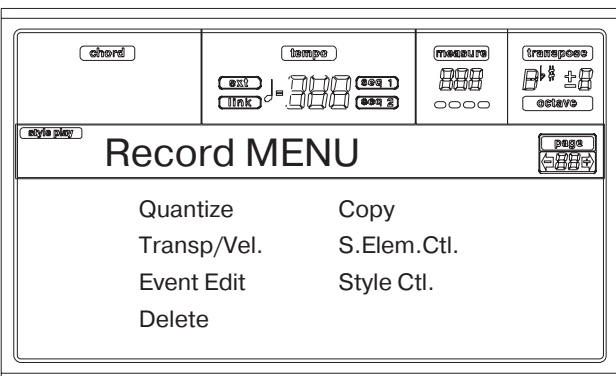 chord
tempo
measure
transpose
ext
link
seq 1
seq 2
octave
style play
Record MENU
page
Quantize
Copy
Transp/Vel.
S.Elem.Ctl.
Event Edit
Style Ctl.
Delete